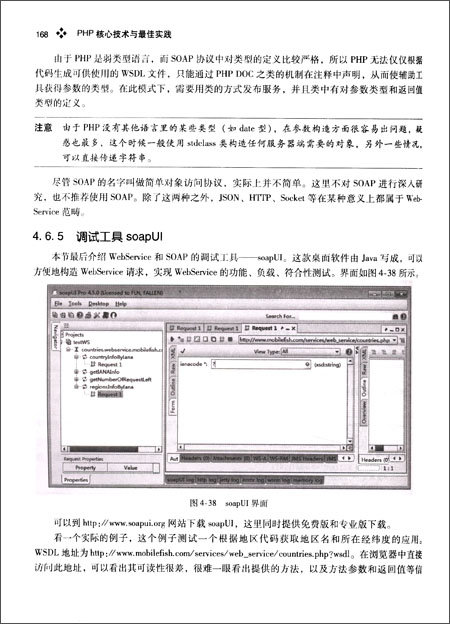 168 PHP 核心技术与最佳实践
由于 PHP 是弱类型语言，而 SOAP 协议中对类型的定义比较严格，所以 PHP 无法仅仅根据
代码生成可供使用的 WSDL 文件，只能通过 PHP DOC 之类的机制在注释中声明，从而使辅助工
具获得参数的类型。在此模式下，需要用类的方式发布服务，并且类中有对参数类型和返回值
类型的定义。
注意 由于 PHP 没有其他语言里的某些类型（如 date 型），在参数构造方面很容易出问题，疑
惑也最多，这个时候一般使用 stdclass 类构造任何服务器端需要的对象，另外一些情况，
可以直接传递字符串。
尽管 SOAP 的名字叫做简单对象访问协议，实际上并不简单。这里不对 SOAP 进行深入研
究，也不推荐使用 SOAP。除了这两种之外，JSON、HTTP、Socket 等在某种意义上都属于 Web-
Service 范畴。
4.6.5 调试工具 soapUI
本节最后介绍 WebService 和 SOAP 的调试工具——soapUI。这款桌面软件由 Java 写成，可以
方便地构造 WebService 请求，实现 WebService 的功能、负载、符合性测试。界面如图 4-38 所示。
soapUI Pro 4.5.0 (Licensed to FLN, FALLEN)
File Tools Desktop Help
Search For...
Navigator
Projects
testWS
countries.webservice.mobilefish.co
countryInfoByIana
Request 1
getIANAInfo
getNumberOfRequestLeft
regionxInfoByIana
Request 1
Request Properties
Property Value
Properties
Request 1 Request 1 Request 1
http://www.mobilefish.com/services/web_service/countries.php
View Type: All
ianacode *: ? (xsd:string)
XML
Raw
Outline
Form
XML
Raw
Outline
Overview
Aut Headers (0) Attachments (0) WS-A WS-RM JMS Headers JMS
Headers (0
1 : 1
soapUI log http log jetty log error log wsrm log memory log
图 4-38 soapUI 界面
可以到 http://www.soapui.org 网站下载 soapUI，这里同时提供免费版和专业版下载。
看一个实际的例子，这个例子测试一个根据地区代码获取地区名和所在经纬度的应用；
WSDL 地址为 http://www.mobilefish.com/services/web_service/countries.php?wsdl。在浏览器中直接
访问此地址，可以看出其可读性很差，很难一眼看出提供的方法，以及方法参数和返回值等信